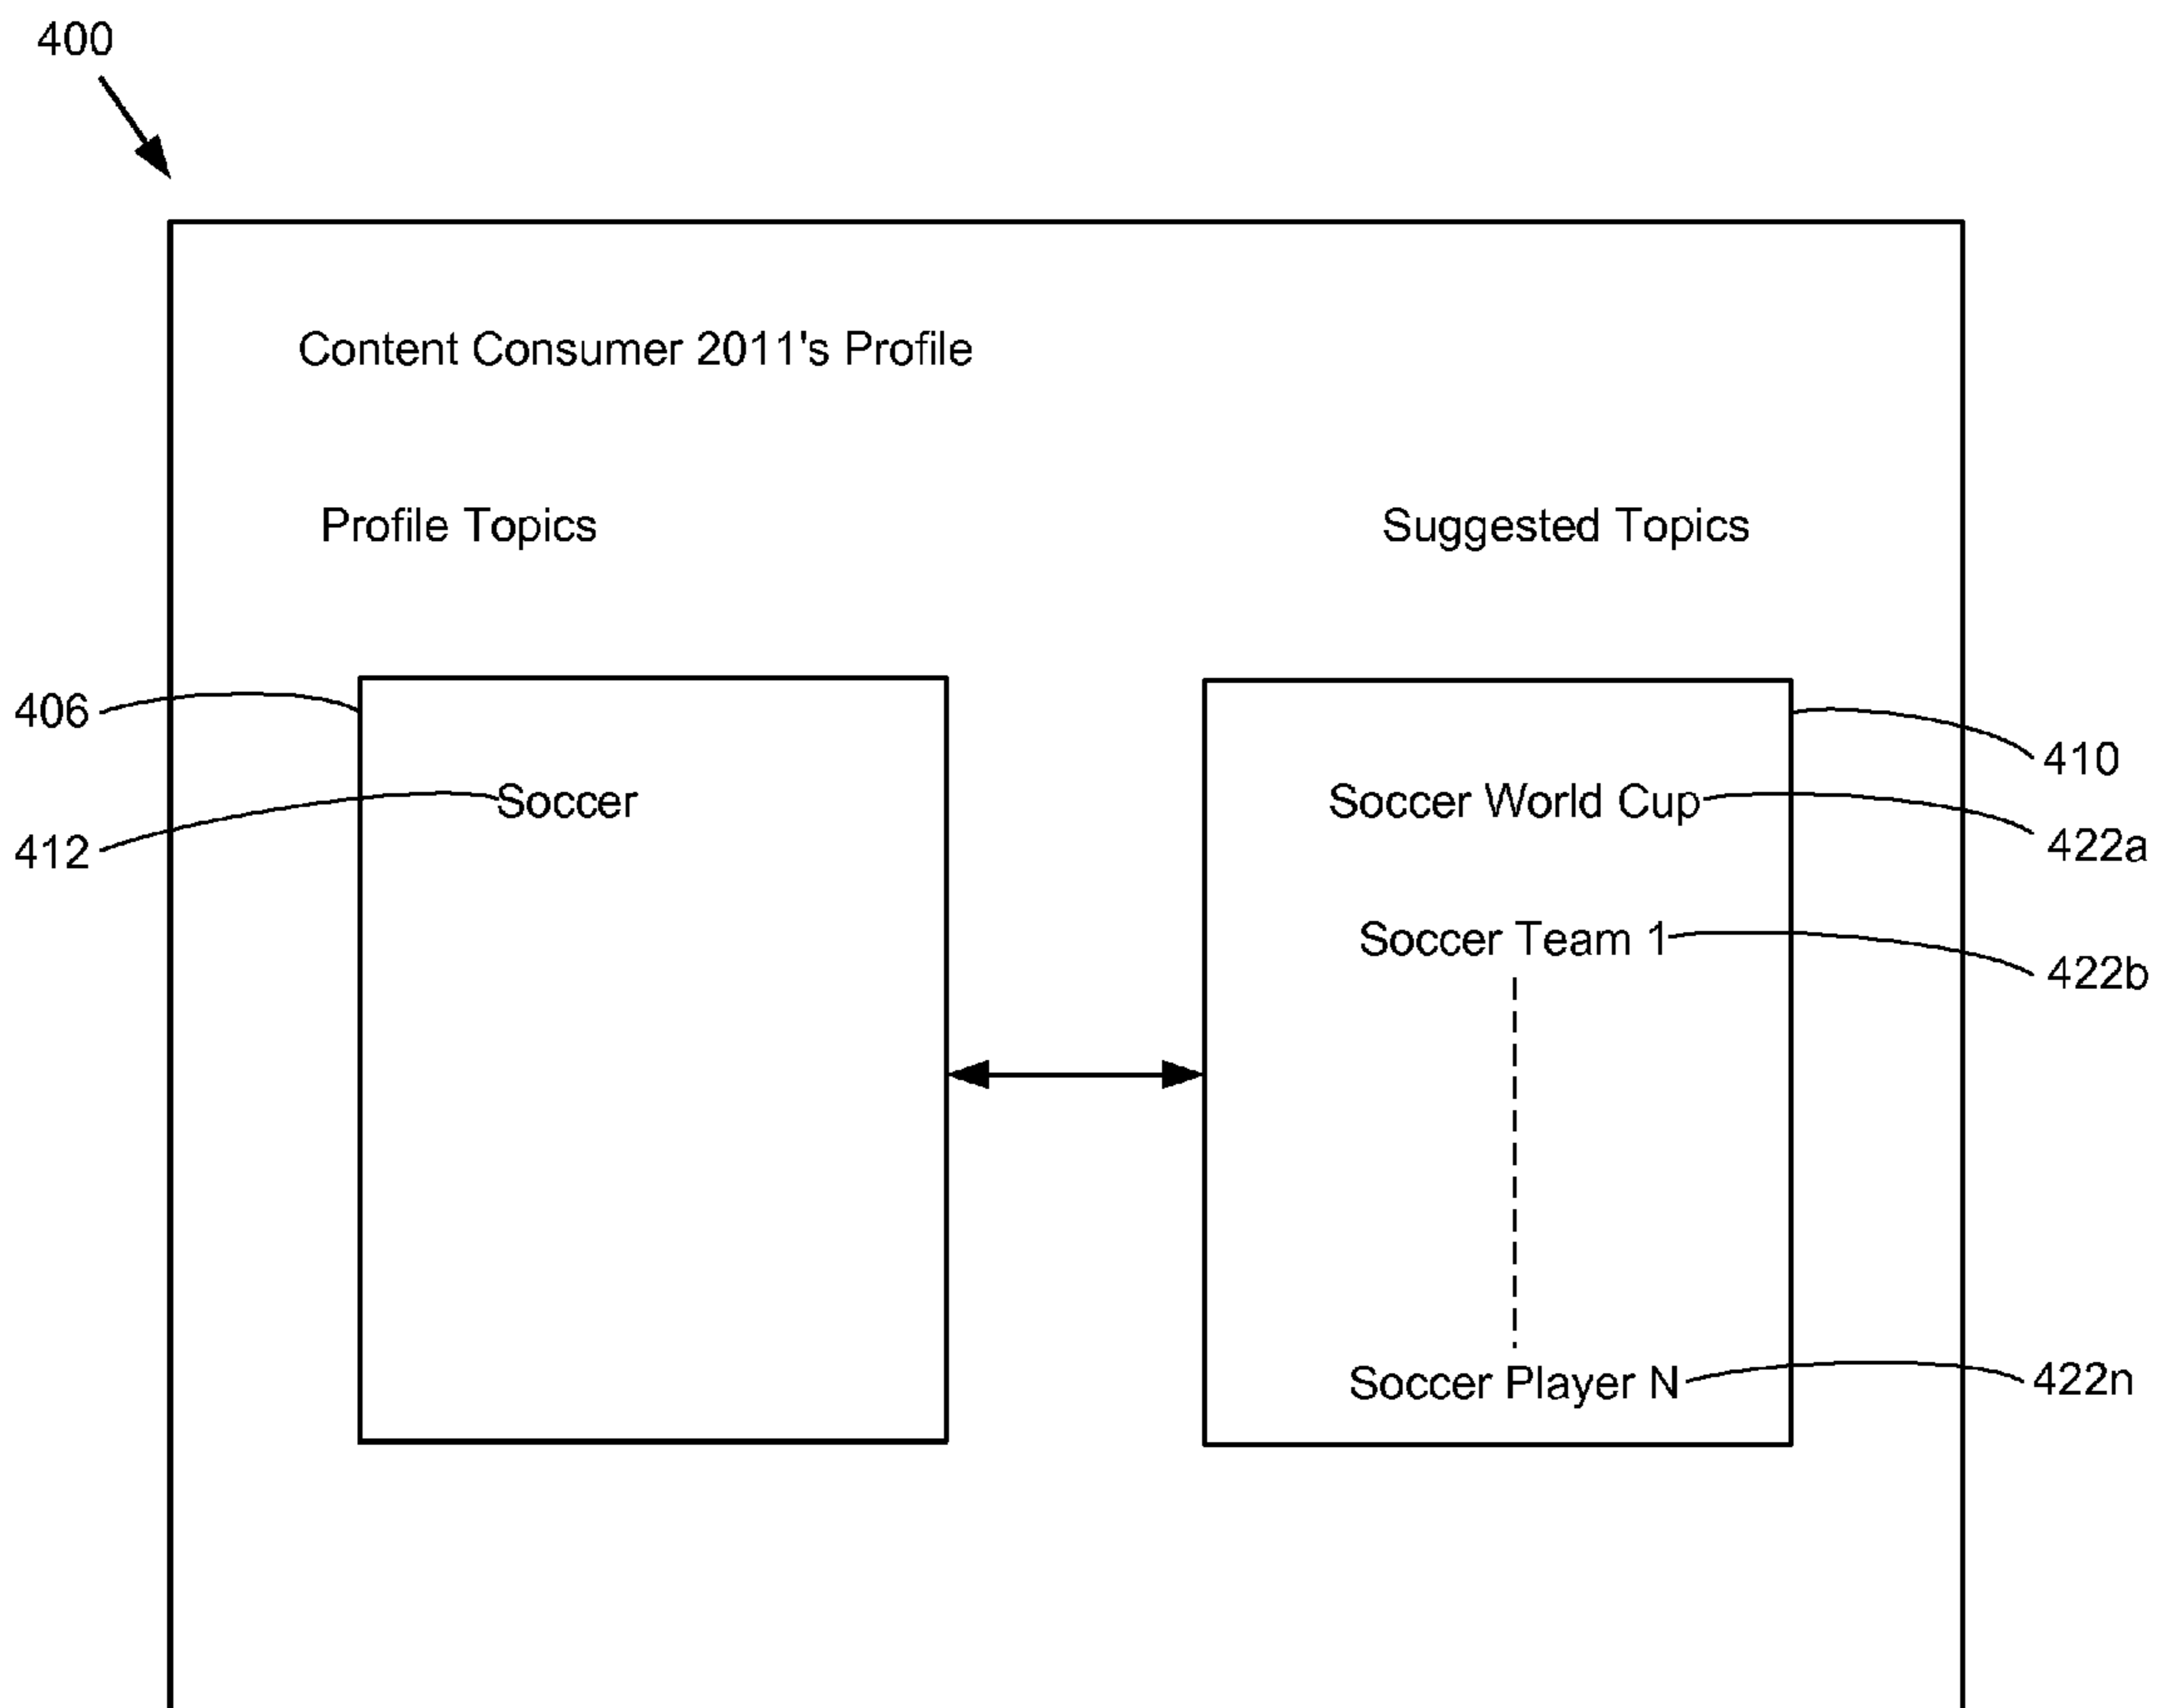 400
Content Consumer 2011's Profile
Profile Topics
Suggested Topics
406
410
Soccer
Soccer World Cup
412
422a
Soccer Team 1
422b
Soccer Player N
422n